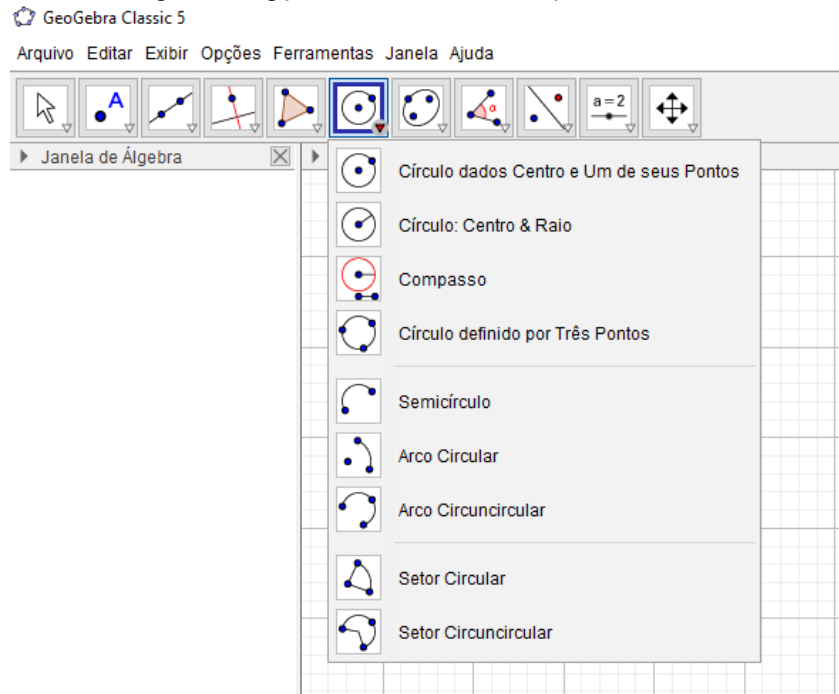 GeoGebra Classic 5
Arquivo Editar Exibir Opções Ferramentas Janela Ajuda
A
α
a=2
Janela de Álgebra
Círculo dados Centro e Um de seus Pontos
Círculo: Centro & Raio
Compasso
Círculo definido por Três Pontos
Semicírculo
Arco Circular
Arco Circuncircular
Setor Circular
Setor Circuncircular